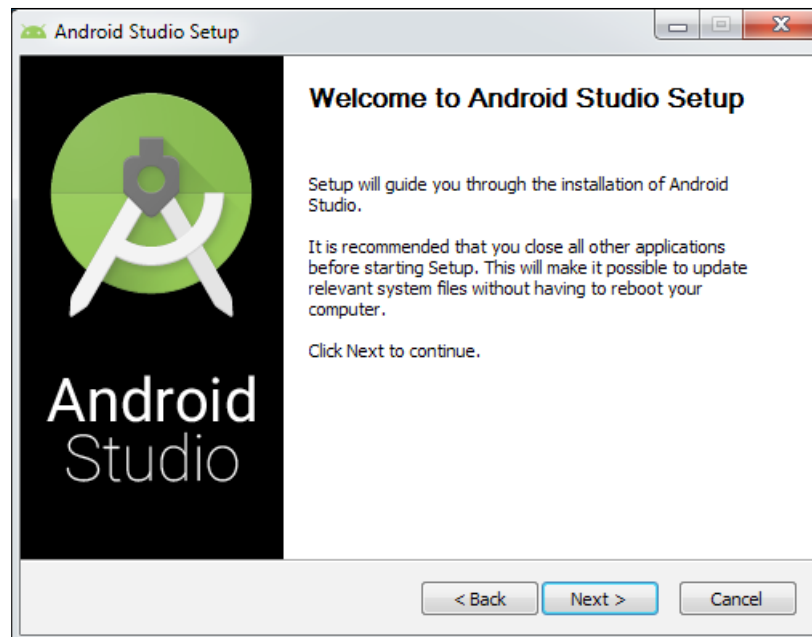 Android Studio Setup
Welcome to Android Studio Setup
Setup will guide you through the installation of Android
Studio.
It is recommended that you close all other applications
before starting Setup. This will make it possible to update
relevant system files without having to reboot your
computer.
Click Next to continue.
Android
Studio
< Back
Next >
Cancel